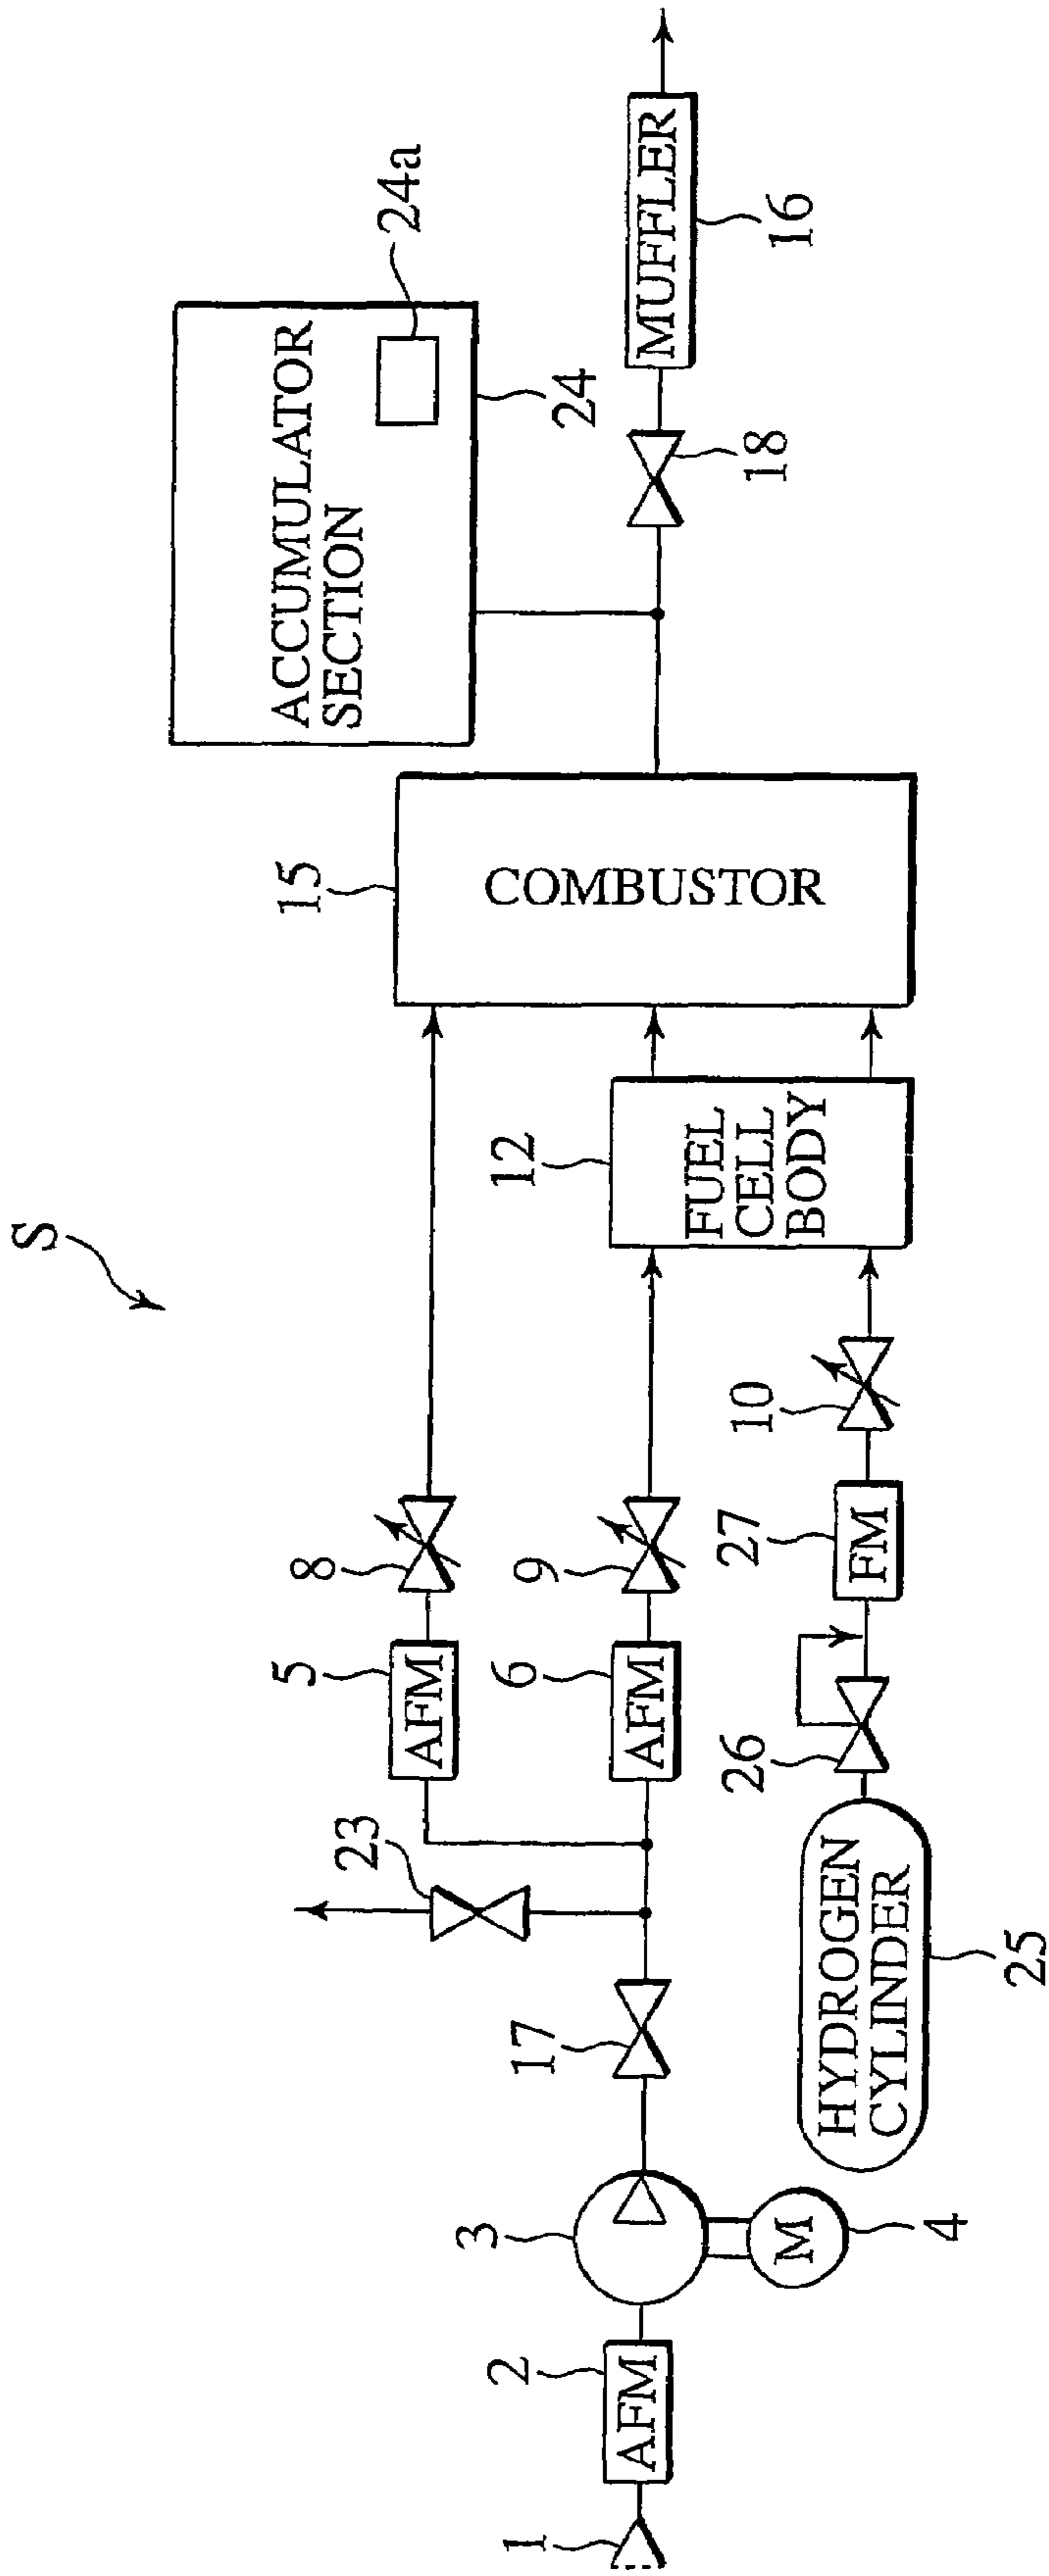 S
ACCUMULATOR
SECTION
24a
24
MUFFLER
16
18
15
COMBUSTOR
12
FUEL
CELL
BODY
8
5
AFM
9
6
AFM
10
27
FM
26
23
17
HYDROGEN
CYLINDER
25
3
M
4
2
AFM
1